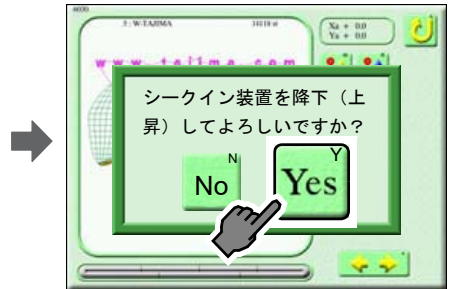 2: W-TAJIMA
Xa + 0.0
Ya + 0.0
www.tajima.com
シークイン装置を降下（上
昇）してよろしいですか？
N
No
Y
Yes